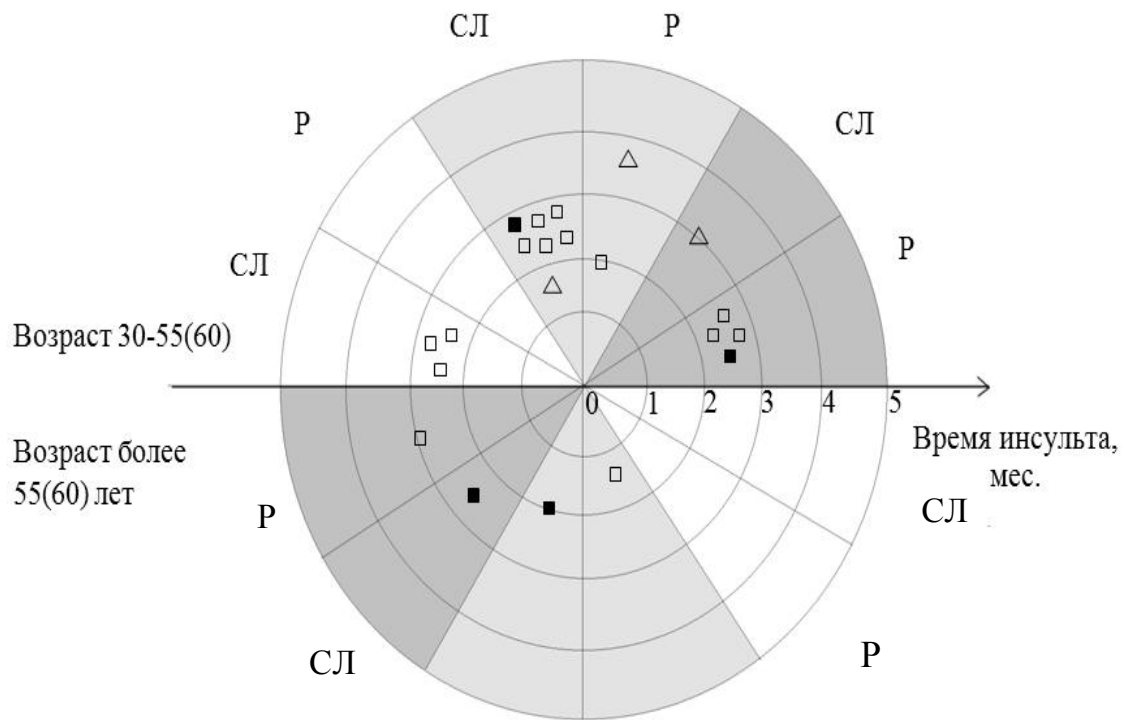 СЛ
Р
Р
СЛ
СЛ
Р
Возраст 30-55(60)
0 1 2 3 4 5
Возраст более
55(60) лет
Время инсульта,
мес.
Р
СЛ
СЛ
Р